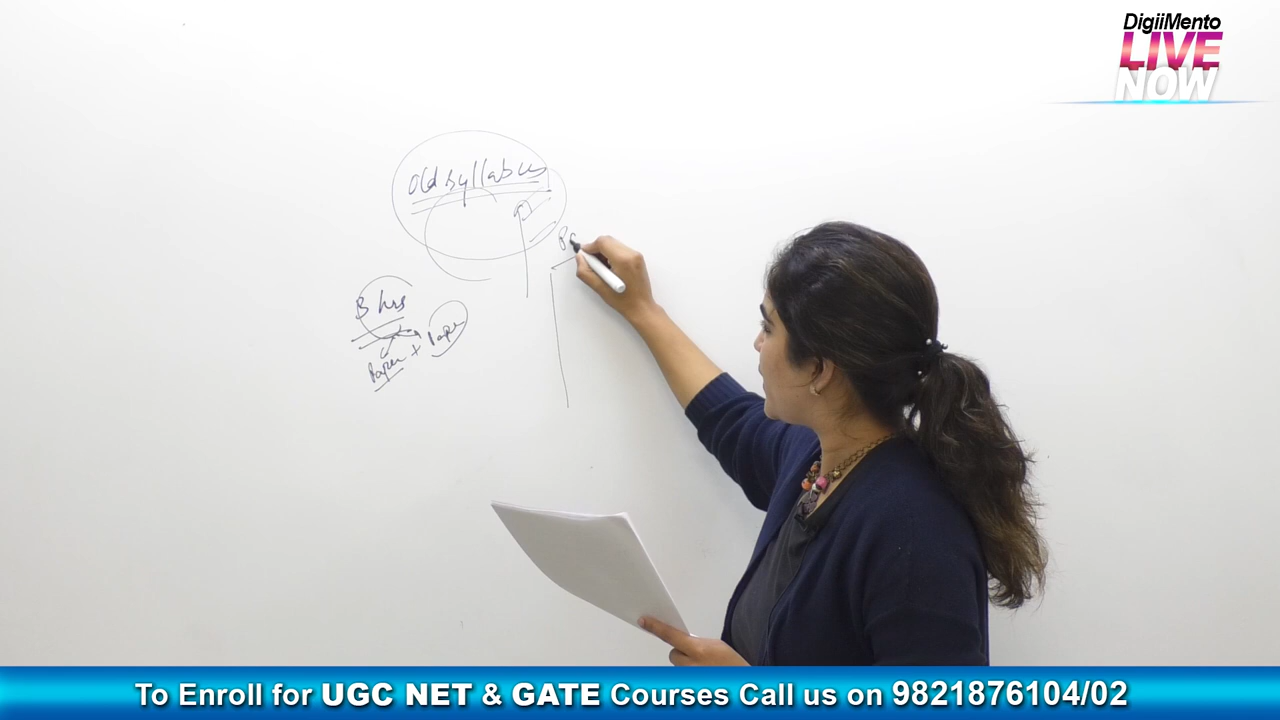 DigiiMento
LIVE
NOW
Old syllabus
3 hrs
Paper + Paper
To Enroll for UGC NET & GATE Courses Call us on 9821876104/02